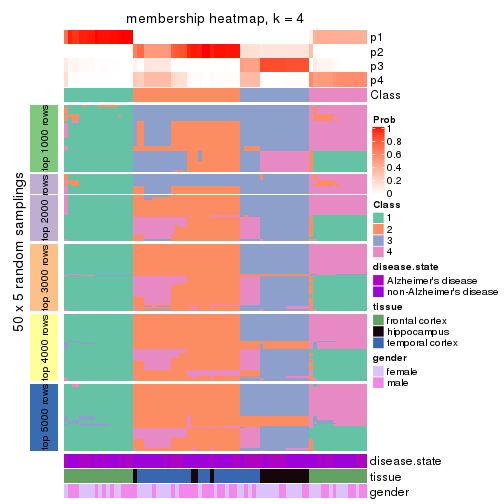 membership heatmap, k = 4
p1
p2
p3
p4
Class
50 x 5 random samplings
top 1000 rows
top 2000 rows
top 3000 rows
top 4000 rows
top 5000 rows
disease.state
tissue
gender
Prob
1
0.8
0.6
0.4
0.2
0
Class
1
2
3
4
disease.state
Alzheimer's disease
non-Alzheimer's disease
tissue
frontal cortex
hippocampus
temporal cortex
gender
female
male